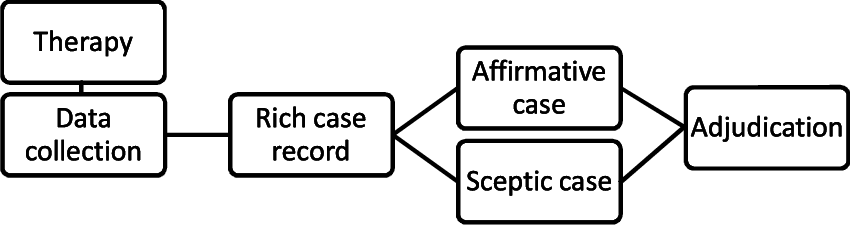 Therapy
Data
collection
Rich case
record
Affirmative
case
Sceptic case
Adjudication